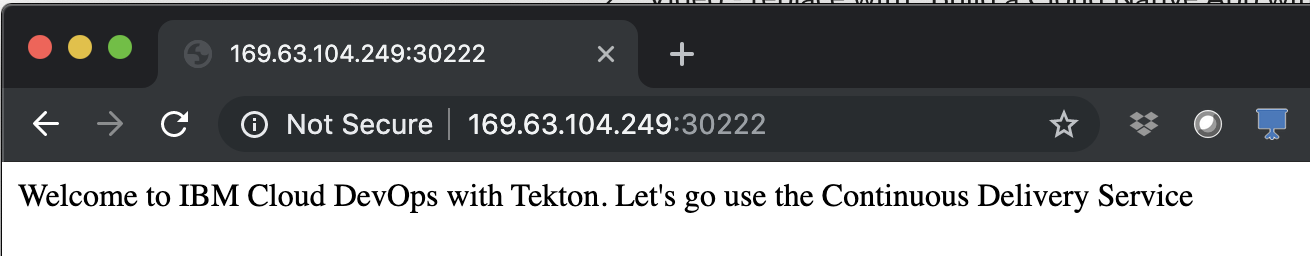 169.63.104.249:30222
Not Secure 169.63.104.249:30222
Welcome to IBM Cloud DevOps with Tekton. Let's go use the Continuous Delivery Service